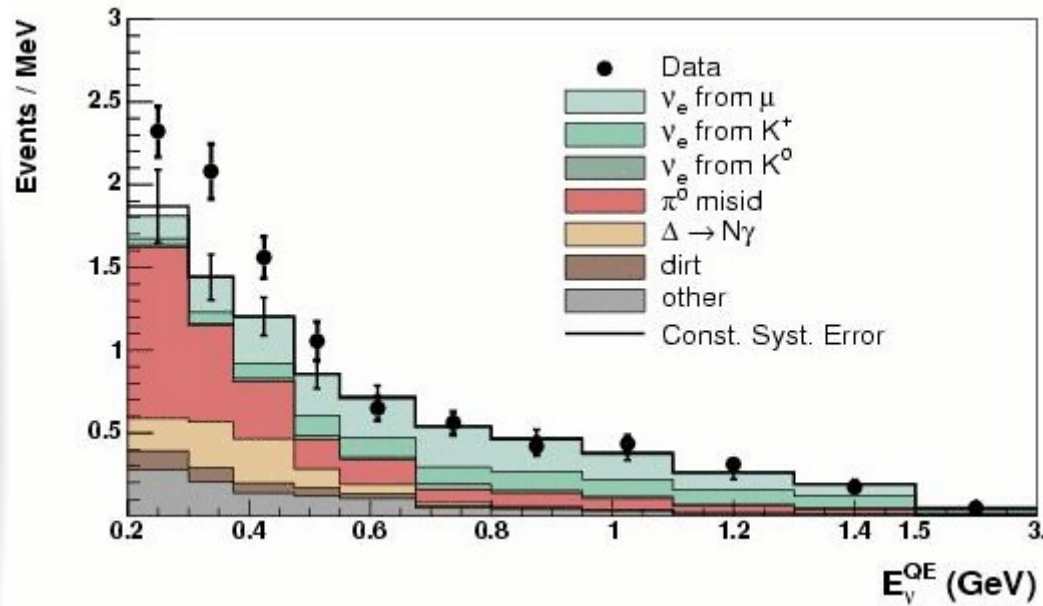 3
2.5
2
1.5
1
0.5
Events / MeV
Data
νe from μ
νe from K+
νe from K0
π0 misid
Δ → Nγ
dirt
other
Const. Syst. Error
0.2 0.4 0.6 0.8 1 1.2 1.4 1.5 3.
EνQE (GeV)